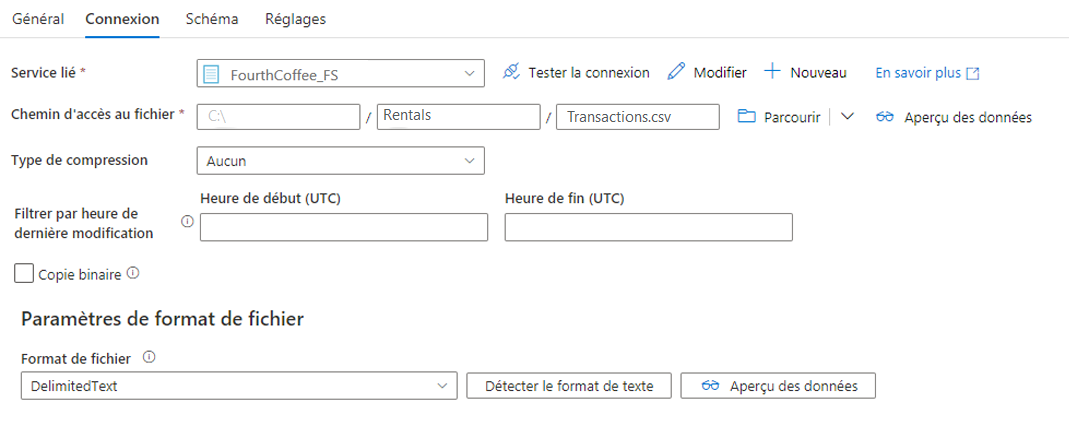 Général Connexion Schéma Réglages
Service lié * FourthCoffee_FS Tester la connexion Modifier Nouveau En savoir plus
Chemin d'accès au fichier * C:\ / Rentals / Transactions.csv Parcourir Aperçu des données
Type de compression Aucun
Heure de début (UTC) Heure de fin (UTC)
Filtrer par heure de
dernière modification
Copie binaire
Paramètres de format de fichier
Format de fichier
DelimitedText Détecter le format de texte Aperçu des données